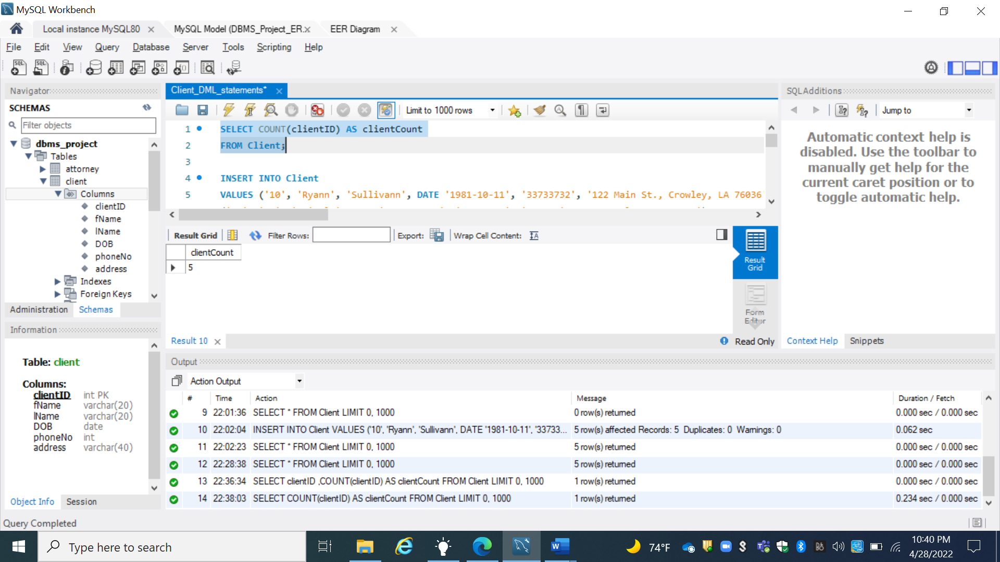 MySQL Workbench
Local instance MySQL80
MySQL Model (DBMS_Project_ER.
EER Diagram
File Edit View Query Database Server Tools Scripting Help
Navigator
SCHEMAS
Filter objects
dbms_project
Tables
attorney
client
Columns
clientID
fName
lName
DOB
phoneNo
address
Indexes
Foreign Keys
Administration Schemas
Information
Table: client
Columns:
clientID int PK
fName varchar(20)
lName varchar(20)
DOB date
phoneNo int
address varchar(40)
Object Info Session
Query Completed
Client_DML_statements*
Limit to 1000 rows
1 SELECT COUNT(clientID) AS clientCount
2 FROM Client;
3
4 INSERT INTO Client
5 VALUES ('10', 'Ryann', 'Sullivann', DATE '1981-10-11', '33733732', '122 Main St., Crowley, LA 76036'
Result Grid Filter Rows: Export: Wrap Cell Content:
clientCount
5
Result
Grid
Form
Editor
Result 10
Read Only
SQLAdditions
Jump to
Automatic context help is
disabled. Use the toolbar to
manually get help for the
current caret position or to
toggle automatic help.
Context Help Snippets
Output
Action Output
# Time Action Message Duration / Fetch
9 22:01:36 SELECT * FROM Client LIMIT 0, 1000 0 row(s) returned 0.000 sec / 0.000 sec
10 22:02:04 INSERT INTO Client VALUES ('10', 'Ryann', 'Sullivann', DATE '1981-10-11', '33733... 5 row(s) affected Records: 5 Duplicates: 0 Warnings: 0 0.062 sec
11 22:02:23 SELECT * FROM Client LIMIT 0, 1000 5 row(s) returned 0.000 sec / 0.000 sec
12 22:28:38 SELECT * FROM Client LIMIT 0, 1000 5 row(s) returned 0.000 sec / 0.000 sec
13 22:36:34 SELECT clientID ,COUNT(clientID) AS clientCount FROM Client LIMIT 0, 1000 1 row(s) returned 0.000 sec / 0.000 sec
14 22:38:03 SELECT COUNT(clientID) AS clientCount FROM Client LIMIT 0, 1000 1 row(s) returned 0.234 sec / 0.000 sec
Type here to search
74°F
10:40 PM
4/28/2022